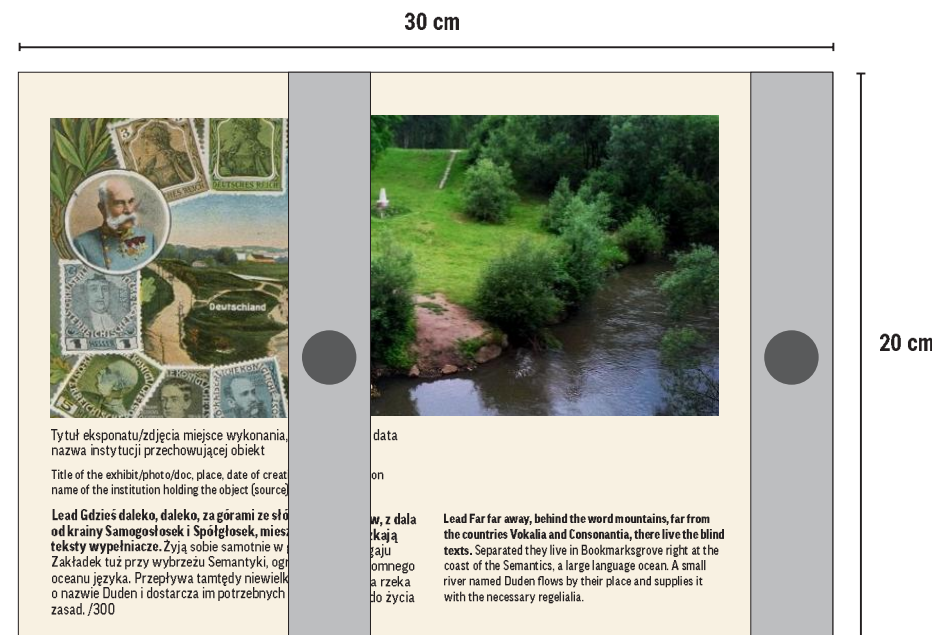 30 cm
20 cm
DEUTSCHES REICH
Deutschland
Tytuł eksponatu/zdjęcia miejsce wykonania, data
nazwa instytucji przechowującej obiekt
Title of the exhibit/photo/doc, place, date of creat on
name of the institution holding the object (source)
Lead Gdzieś daleko, daleko, za górami ze słó w, z dala
od krainy Samogosłosek i Spółgłosek, miesz zkają
teksty wypełniacze. Żyją sobie samotnie w gaju
Zakładek tuż przy wybrzeżu Semantyki, ogr omnego
oceanu języka. Przepływa tamtędy niewielk a rzeka
o nazwie Duden i dostarcza im potrzebnych do życia
zasad. /300
Lead Far far away, behind the word mountains, far from
the countries Vokalia and Consonantia, there live the blind
texts. Separated they live in Bookmarksgrove right at the
coast of the Semantics, a large language ocean. A small
river named Duden flows by their place and supplies it
with the necessary regelialia.